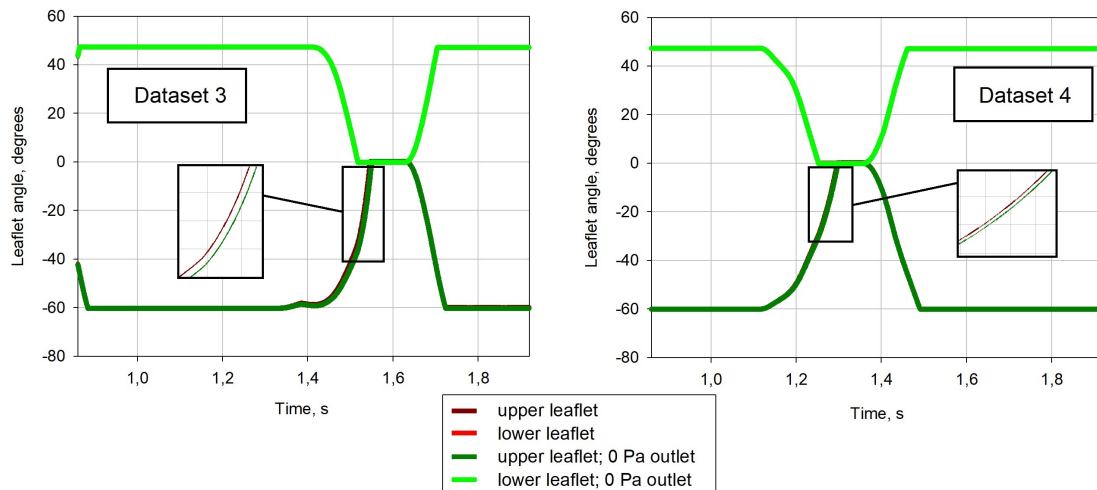 60
40
20
0
-20
-40
-60
-80
Leaflet angle, degrees
Dataset 3
1,0
1,2
1,4
1,6
1,8
Time, s
60
40
20
0
-20
-40
-60
-80
Leaflet angle, degrees
Dataset 4
1,0
1,2
1,4
1,6
1,8
Time, s
upper leaflet
lower leaflet
upper leaflet; 0 Pa outlet
lower leaflet; 0 Pa outlet